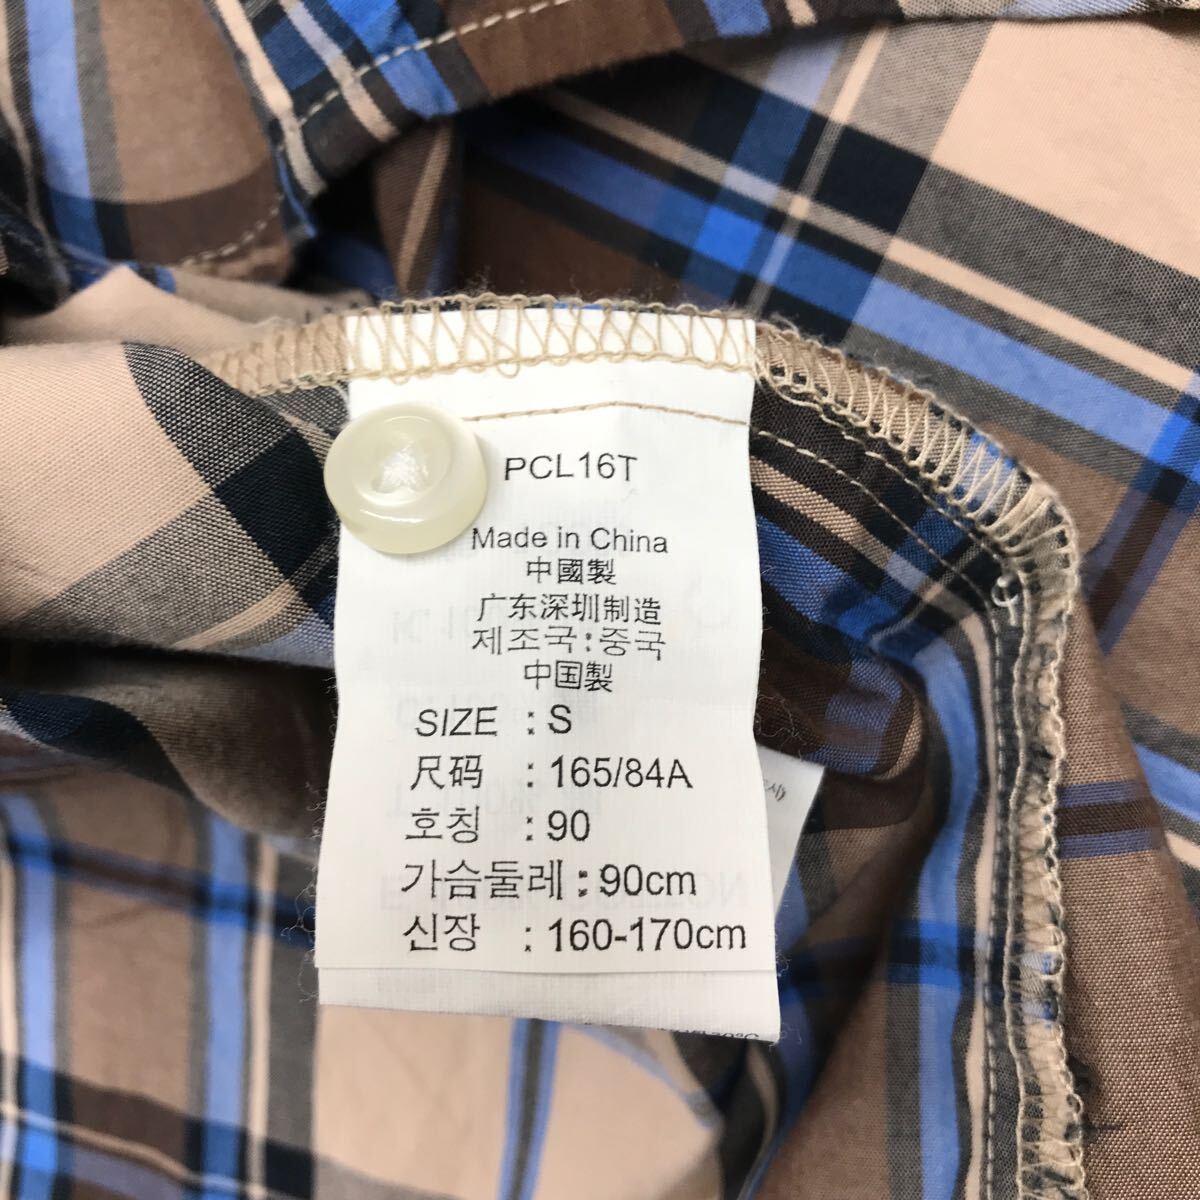 PCL16T
Made in China
中國製
广东深圳制造
제조국:중국
中国製
SIZE : S
尺码 : 165/84A
호칭 : 90
가슴둘레 : 90cm
신장 : 160-170cm